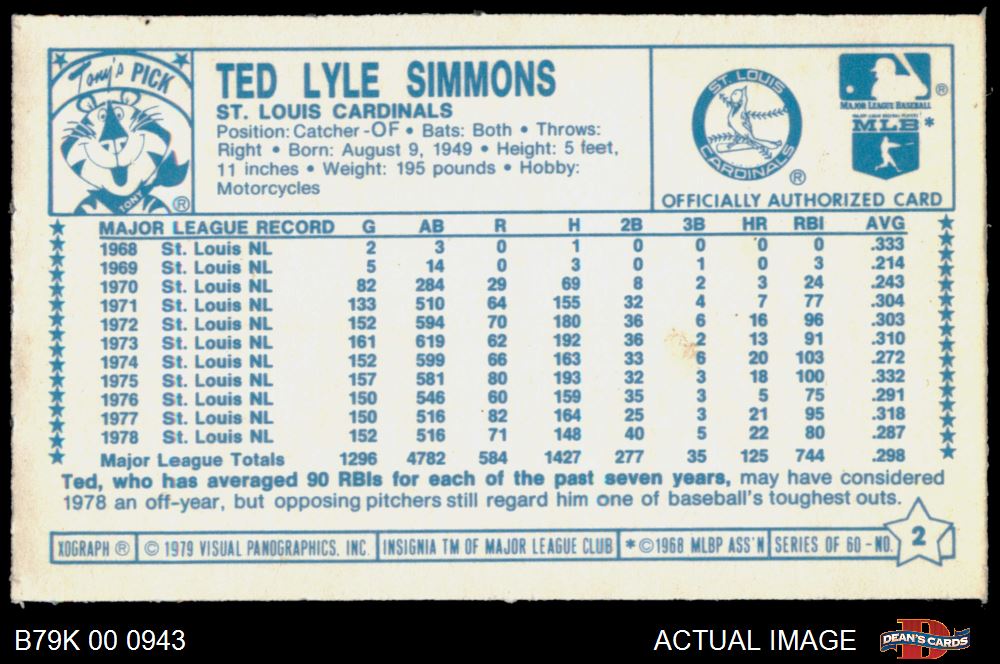 Tony's PICK
TONY
®
TED LYLE SIMMONS
ST. LOUIS CARDINALS
Position: Catcher-OF • Bats: Both • Throws:
Right • Born: August 9, 1949 • Height: 5 feet,
11 inches • Weight: 195 pounds • Hobby:
Motorcycles
ST. LOUIS
CARDINALS
®
®
MAJOR LEAGUE BASEBALL
MLB*
OFFICIALLY AUTHORIZED CARD
MAJOR LEAGUE RECORD G AB R H 2B 3B HR RBI AVG
1968 St. Louis NL 2 3 0 1 0 0 0 0 .333
1969 St. Louis NL 5 14 0 3 0 1 0 3 .214
1970 St. Louis NL 82 284 29 69 8 2 3 24 .243
1971 St. Louis NL 133 510 64 155 32 4 7 77 .304
1972 St. Louis NL 152 594 70 180 36 6 16 96 .303
1973 St. Louis NL 161 619 62 192 36 2 13 91 .310
1974 St. Louis NL 152 599 66 163 33 6 20 103 .272
1975 St. Louis NL 157 581 80 193 32 3 18 100 .332
1976 St. Louis NL 150 546 60 159 35 3 5 75 .291
1977 St. Louis NL 150 516 82 164 25 3 21 95 .318
1978 St. Louis NL 152 516 71 148 40 5 22 80 .287
Major League Totals 1296 4782 584 1427 277 35 125 744 .298
Ted, who has averaged 90 RBIs for each of the past seven years, may have considered
1978 an off-year, but opposing pitchers still regard him one of baseball's toughest outs.
XOGRAPH ® © 1979 VISUAL PANOGRAPHICS, INC. INSIGNIA TM OF MAJOR LEAGUE CLUB *©1968 MLBP ASS'N SERIES OF 60-NO. 2
B79K 00 0943 ACTUAL IMAGE DEAN'S CARDS